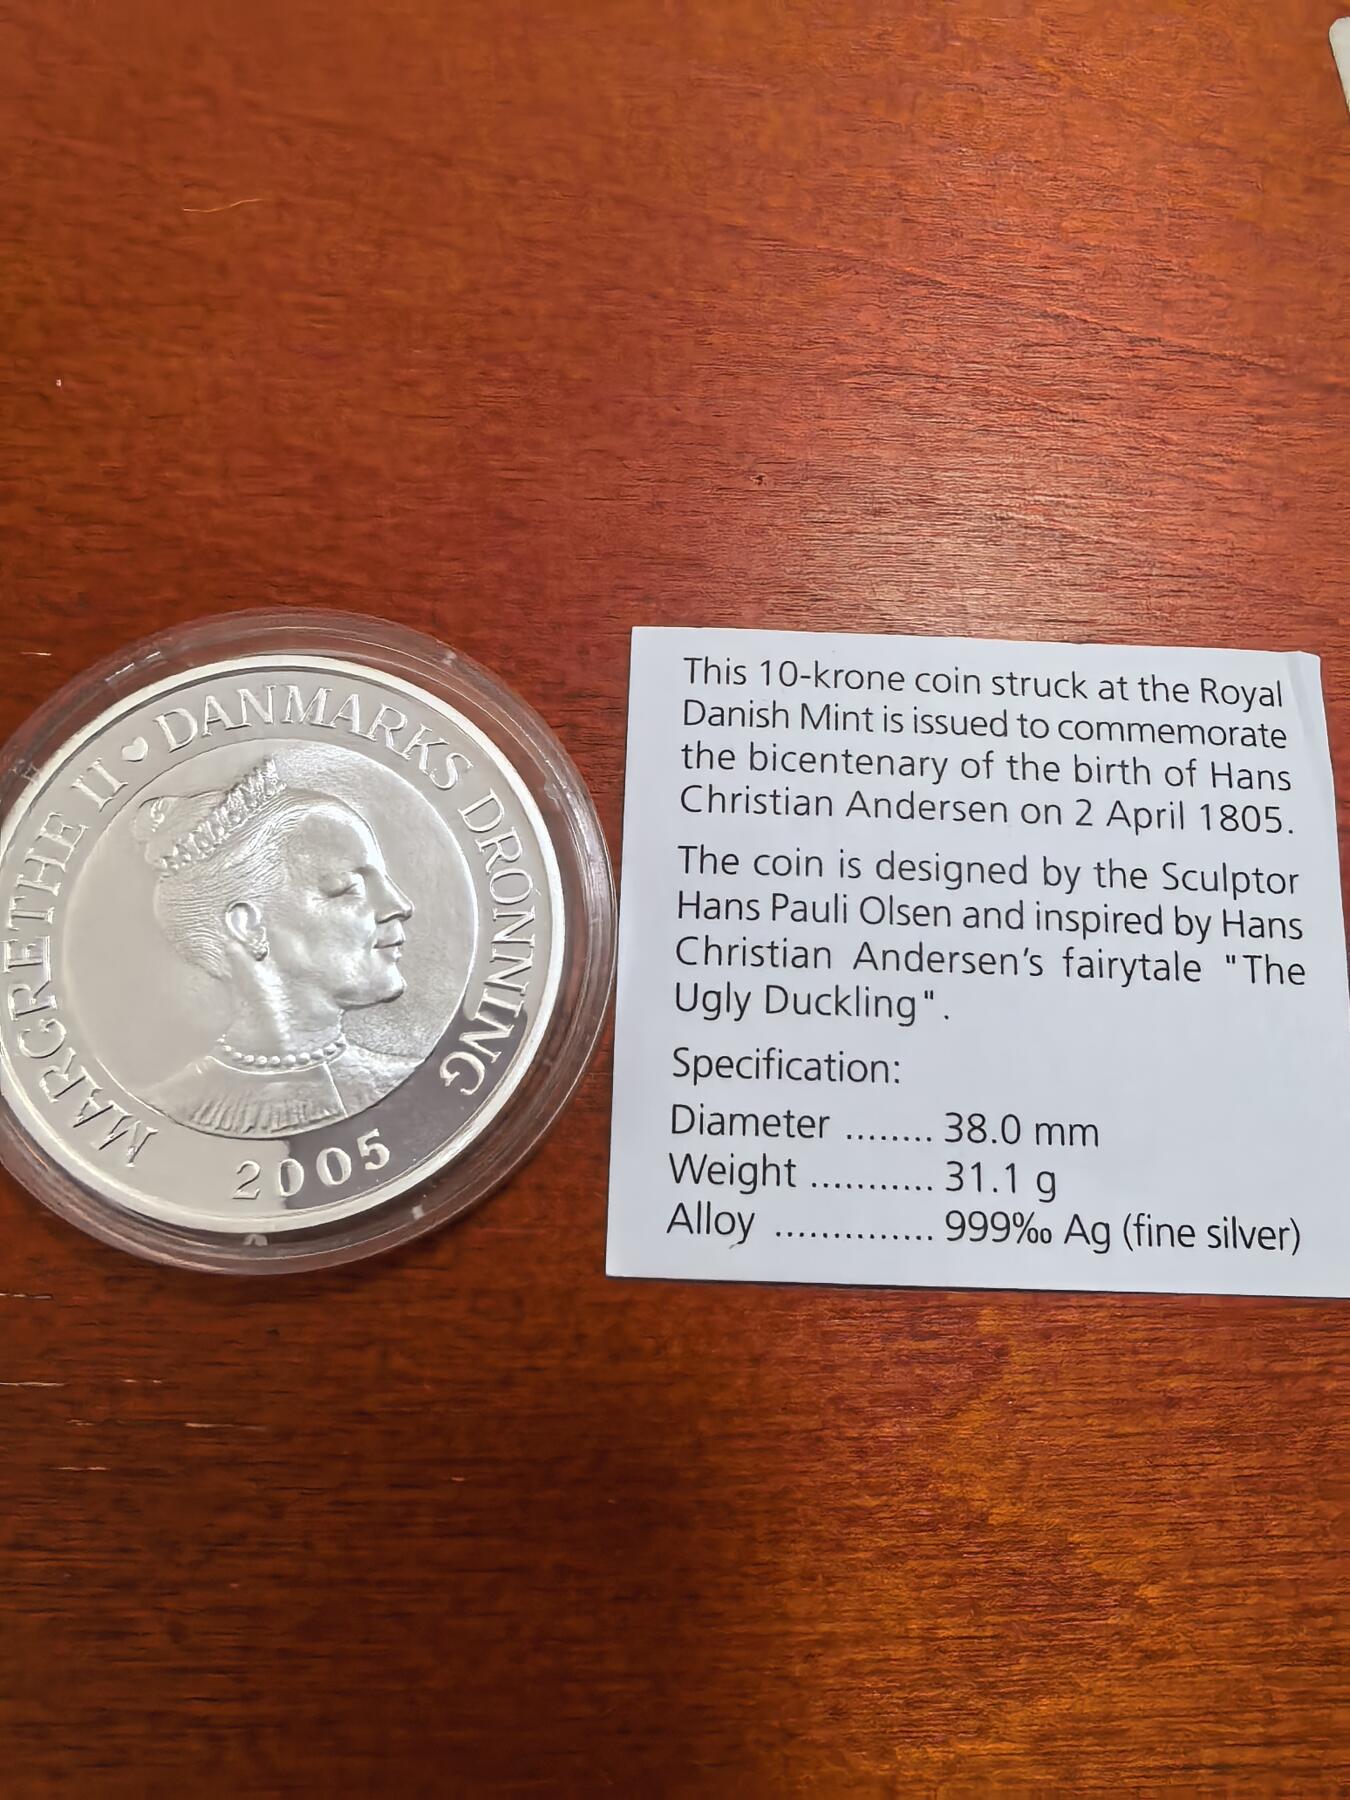 MARGRETHE II DANMARKS DRONNING
2005
This 10-krone coin struck at the Royal
Danish Mint is issued to commemorate
the bicentenary of the birth of Hans
Christian Andersen on 2 April 1805.
The coin is designed by the Sculptor
Hans Pauli Olsen and inspired by Hans
Christian Andersen's fairytale "The
Ugly Duckling".
Specification:
Diameter ........ 38.0 mm
Weight ........... 31.1 g
Alloy .............. 999‰ Ag (fine silver)